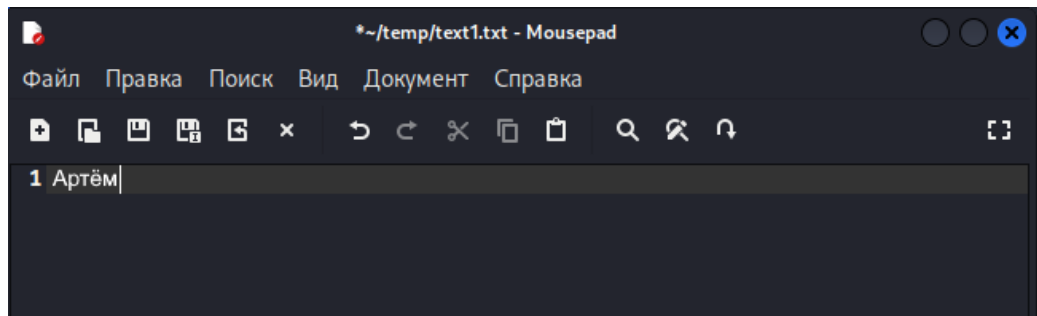 *~/temp/text1.txt - Mousepad
Файл Правка Поиск Вид Документ Справка
1 Артём